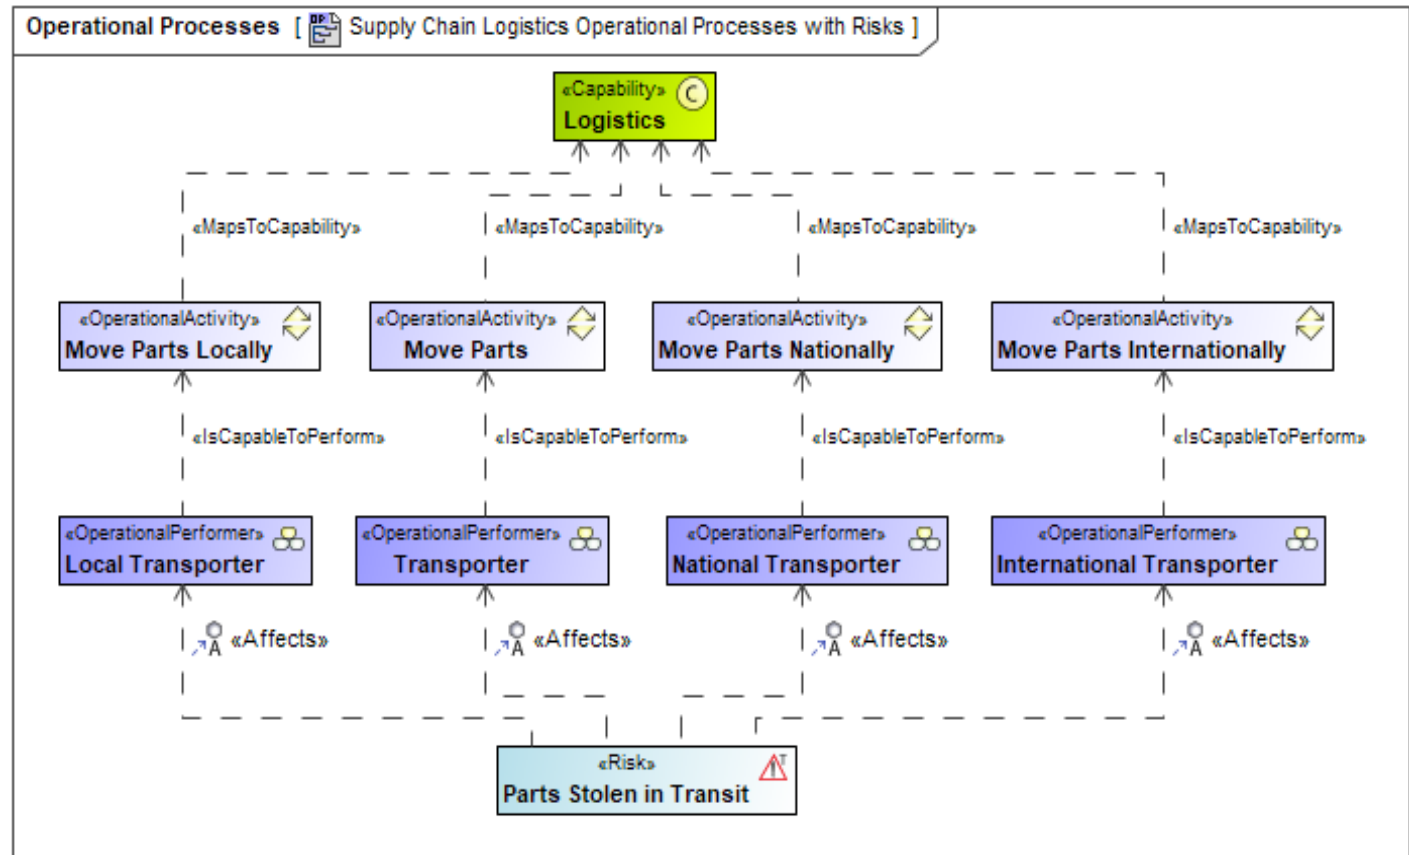 Operational Processes [ Supply Chain Logistics Operational Processes with Risks ]
«Capability» C
Logistics
«MapsToCapability» «MapsToCapability» «MapsToCapability» «MapsToCapability»
«OperationalActivity» «OperationalActivity» «OperationalActivity» «OperationalActivity»
Move Parts Locally Move Parts Move Parts Nationally Move Parts Internationally
«IsCapableToPerform» «IsCapableToPerform» «IsCapableToPerform» «IsCapableToPerform»
«OperationalPerformer» «OperationalPerformer» «OperationalPerformer» «OperationalPerformer»
Local Transporter Transporter National Transporter International Transporter
A «Affects» A «Affects» A «Affects» A «Affects»
«Risk» T
Parts Stolen in Transit